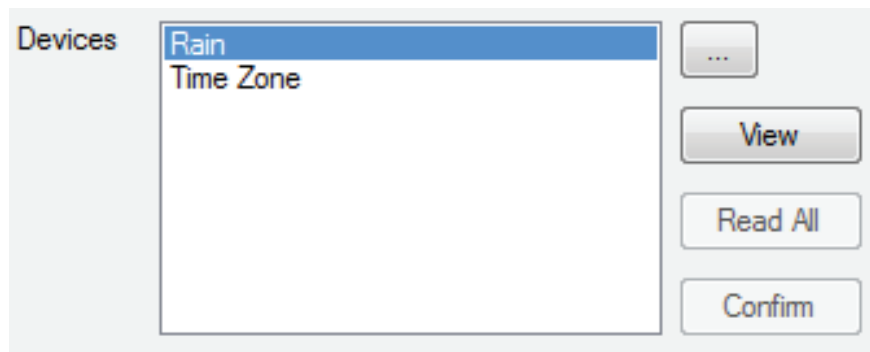 Devices
Rain
Time Zone
...
View
Read All
Confirm